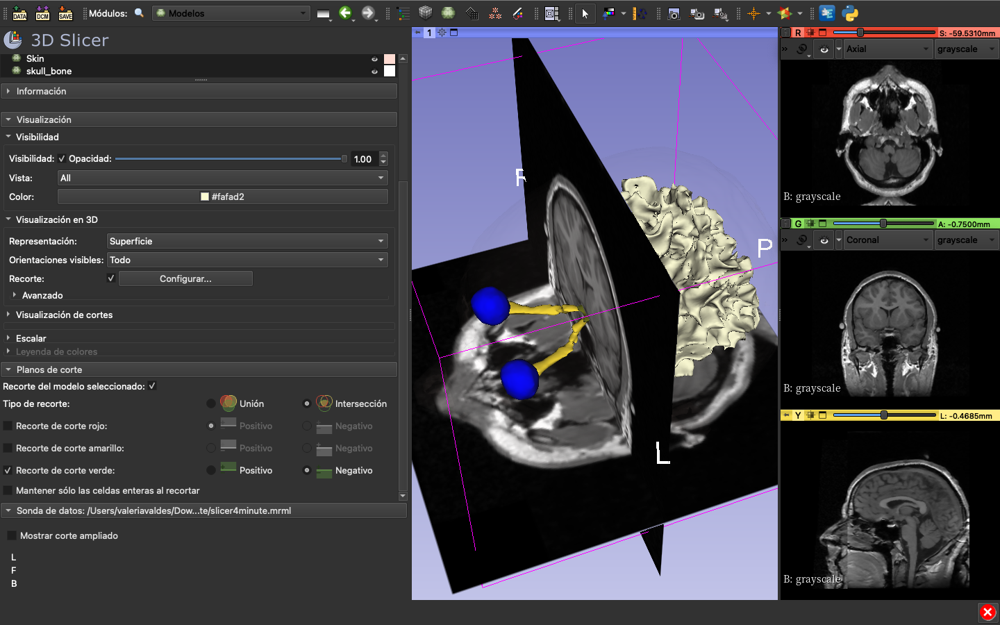 DATA
DCM
SAVE
Módulos:
Modelos
3D Slicer
Skin
skull_bone
Información
Visualización
Visibilidad
Visibilidad:
Opacidad:
1.00
Vista:
All
Color:
#fafad2
Visualización en 3D
Representación:
Superficie
Orientaciones visibles:
Todo
Recorte:
Configurar...
Avanzado
Visualización de cortes
Escalar
Leyenda de colores
Planos de corte
Recorte del modelo seleccionado:
Tipo de recorte:
Unión
Intersección
Recorte de corte rojo:
Positivo
Negativo
Recorte de corte amarillo:
Positivo
Negativo
Recorte de corte verde:
Positivo
Negativo
Mantener sólo las celdas enteras al recortar
Sonda de datos: /Users/valeriavaldes/Dow...te/slicer4minute.mrml
Mostrar corte ampliado
L
F
B
1
P
L
R
S: -59.5310mm
Axial
grayscale
B: grayscale
G
A: -0.7500mm
Coronal
grayscale
B: grayscale
Y
L: -0.4685mm
B: grayscale